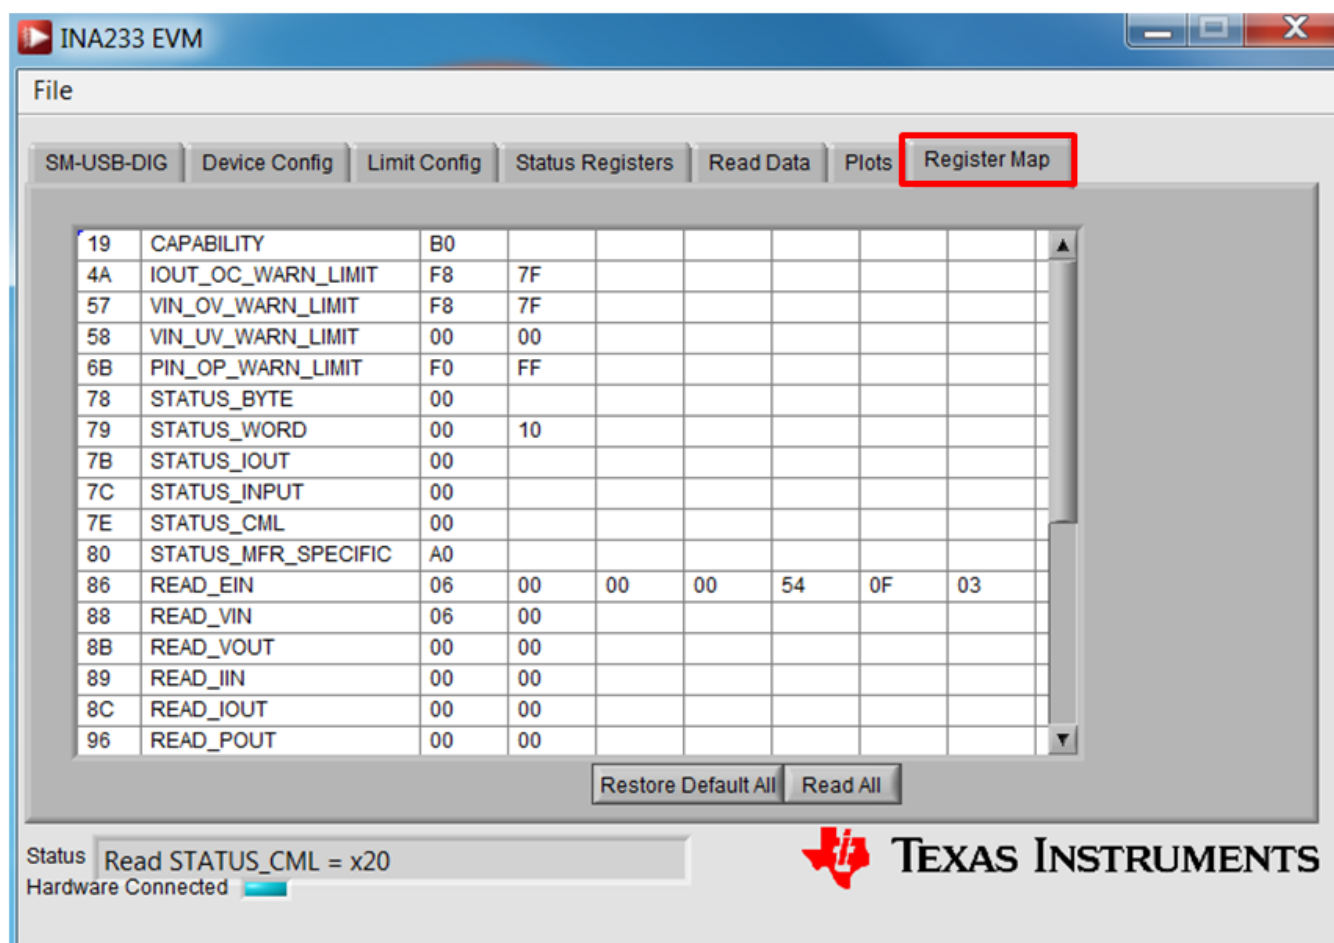 INA233 EVM
File
SM-USB-DIG Device Config Limit Config Status Registers Read Data Plots Register Map
19 CAPABILITY B0
4A IOUT_OC_WARN_LIMIT F8 7F
57 VIN_OV_WARN_LIMIT F8 7F
58 VIN_UV_WARN_LIMIT 00 00
6B PIN_OP_WARN_LIMIT F0 FF
78 STATUS_BYTE 00
79 STATUS_WORD 00 10
7B STATUS_IOUT 00
7C STATUS_INPUT 00
7E STATUS_CML 00
80 STATUS_MFR_SPECIFIC A0
86 READ_EIN 06 00 00 00 54 0F 03
88 READ_VIN 06 00
8B READ_VOUT 00 00
89 READ_IIN 00 00
8C READ_IOUT 00 00
96 READ_POUT 00 00
Restore Default All Read All
Status Read STATUS_CML = x20
Hardware Connected
ti TEXAS INSTRUMENTS